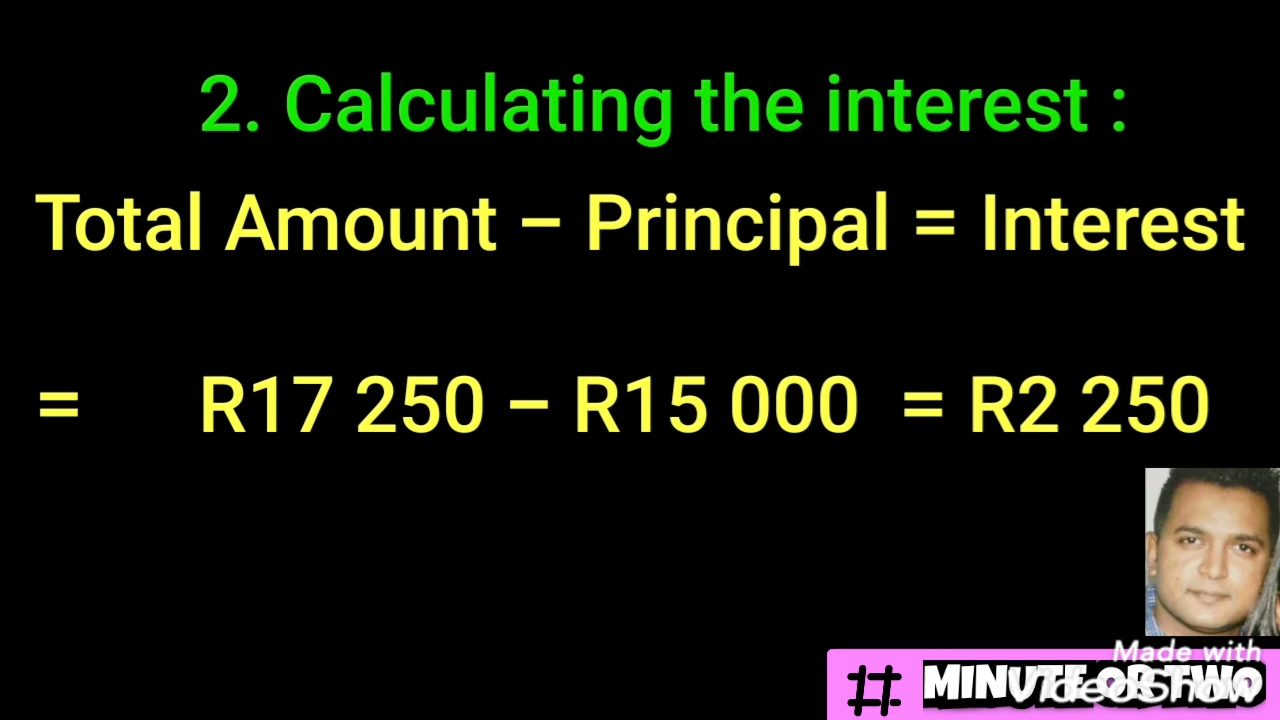 2. Calculating the interest :
Total Amount – Principal = Interest
= R17 250 – R15 000 = R2 250
Made with
VideoShow
# MINUTE OR TWO